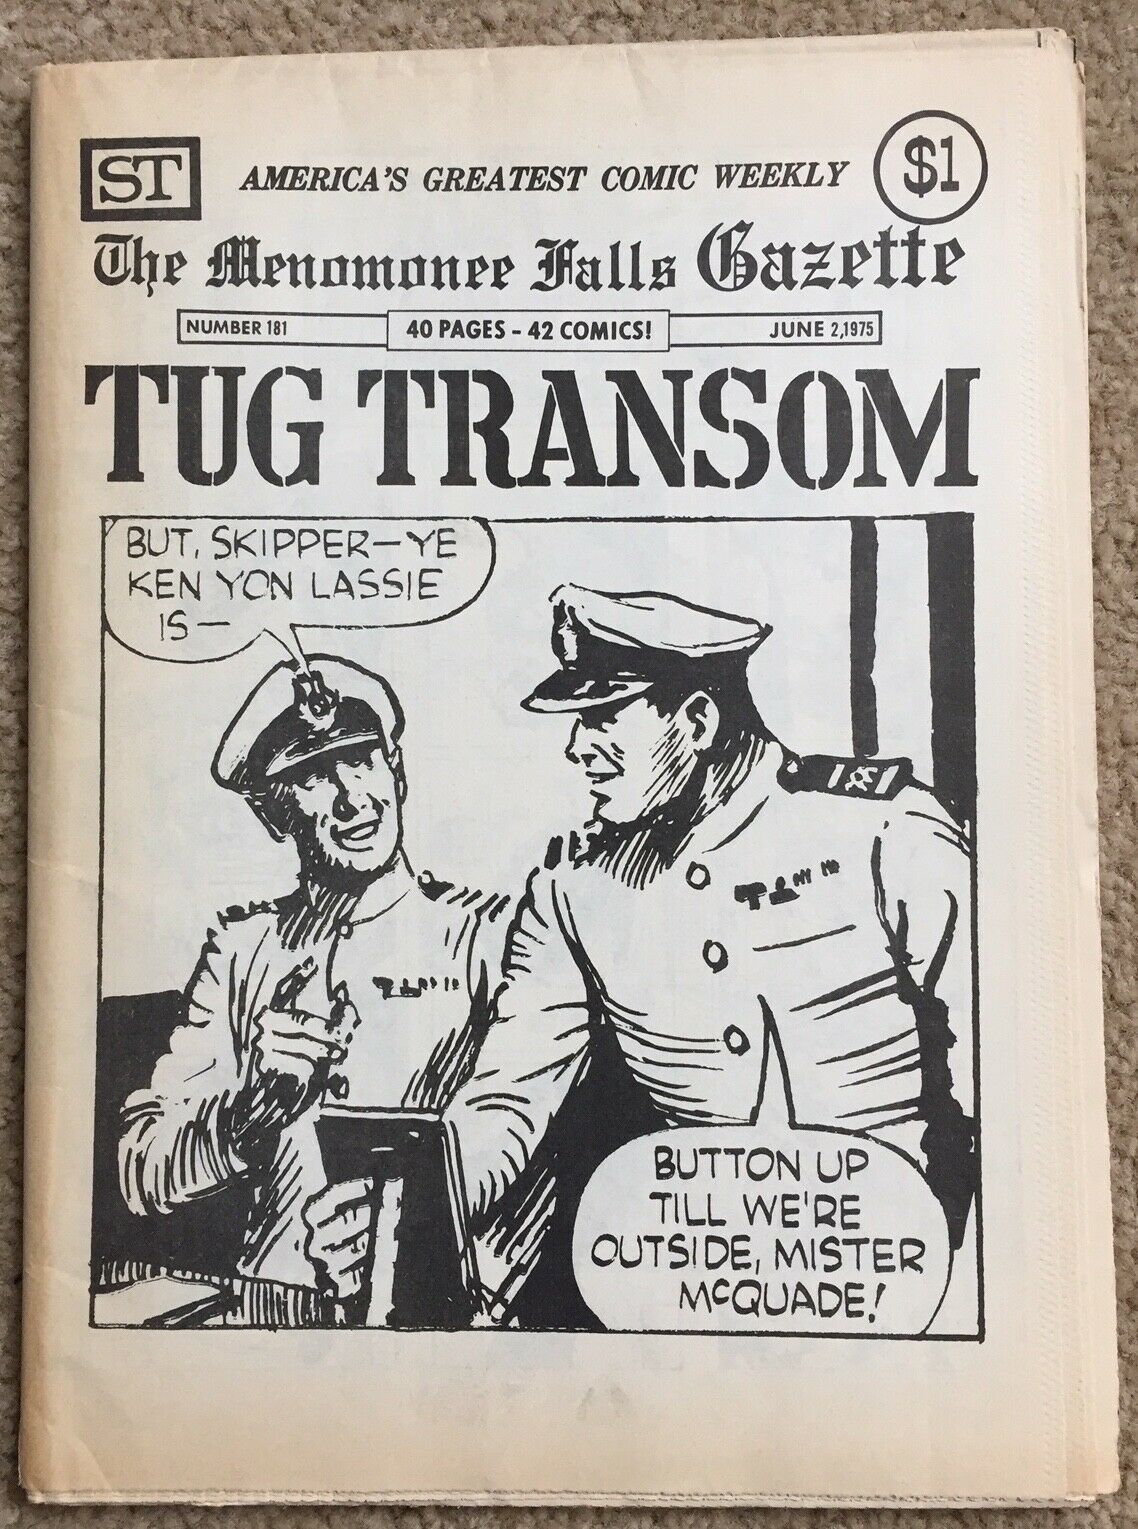 ST
AMERICA'S GREATEST COMIC WEEKLY
$1
The Menomonee Falls Gazette
NUMBER 181
40 PAGES - 42 COMICS!
JUNE 2, 1975
TUG TRANSOM
BUT, SKIPPER—YE
KEN YON LASSIE
IS—
BUTTON UP
TILL WE'RE
OUTSIDE, MISTER
McQUADE!